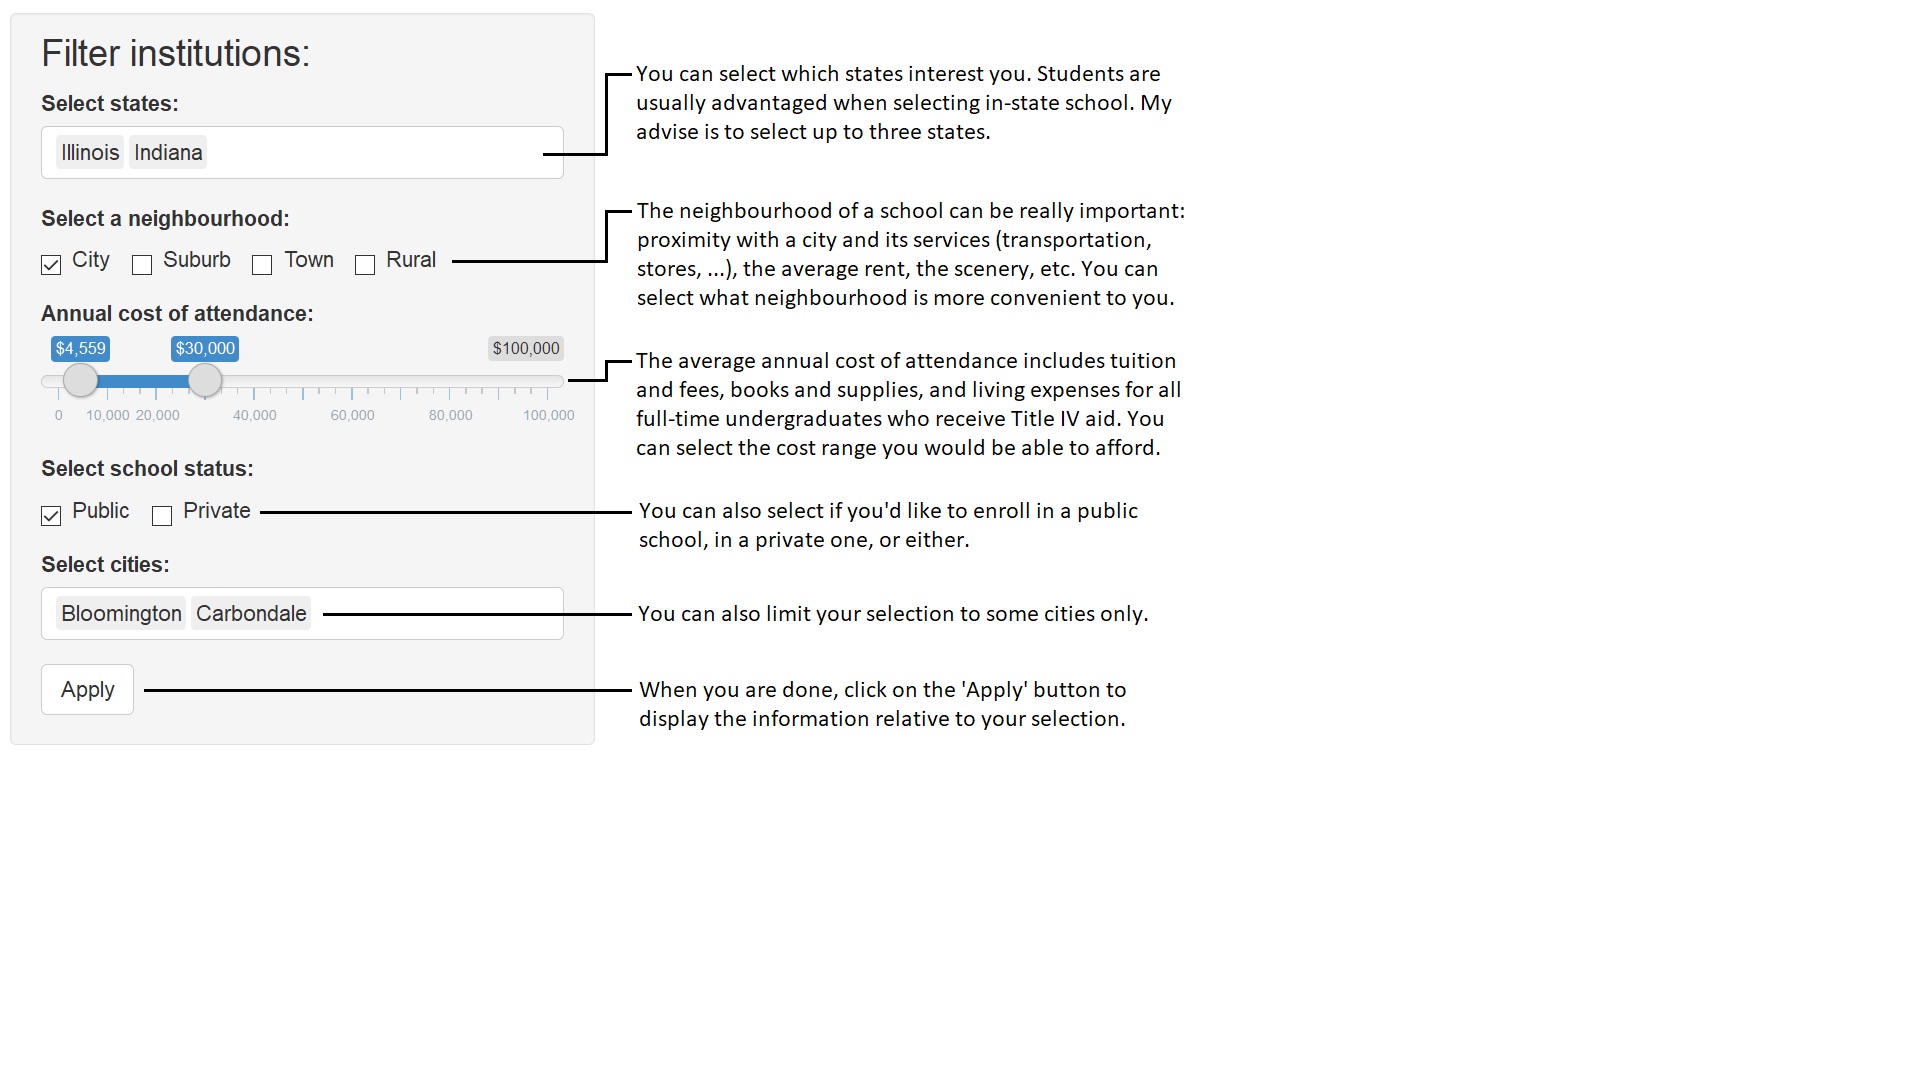 Filter institutions:
Select states:
Illinois Indiana
You can select which states interest you. Students are
usually advantaged when selecting in-state school. My
advise is to select up to three states.
Select a neighbourhood:
City Suburb Town Rural
The neighbourhood of a school can be really important:
proximity with a city and its services (transportation,
stores, ...), the average rent, the scenery, etc. You can
select what neighbourhood is more convenient to you.
Annual cost of attendance:
$4,559 $30,000 $100,000
0 10,000 20,000 40,000 60,000 80,000 100,000
The average annual cost of attendance includes tuition
and fees, books and supplies, and living expenses for all
full-time undergraduates who receive Title IV aid. You
can select the cost range you would be able to afford.
Select school status:
Public Private
You can also select if you'd like to enroll in a public
school, in a private one, or either.
Select cities:
Bloomington Carbondale
You can also limit your selection to some cities only.
Apply
When you are done, click on the 'Apply' button to
display the information relative to your selection.